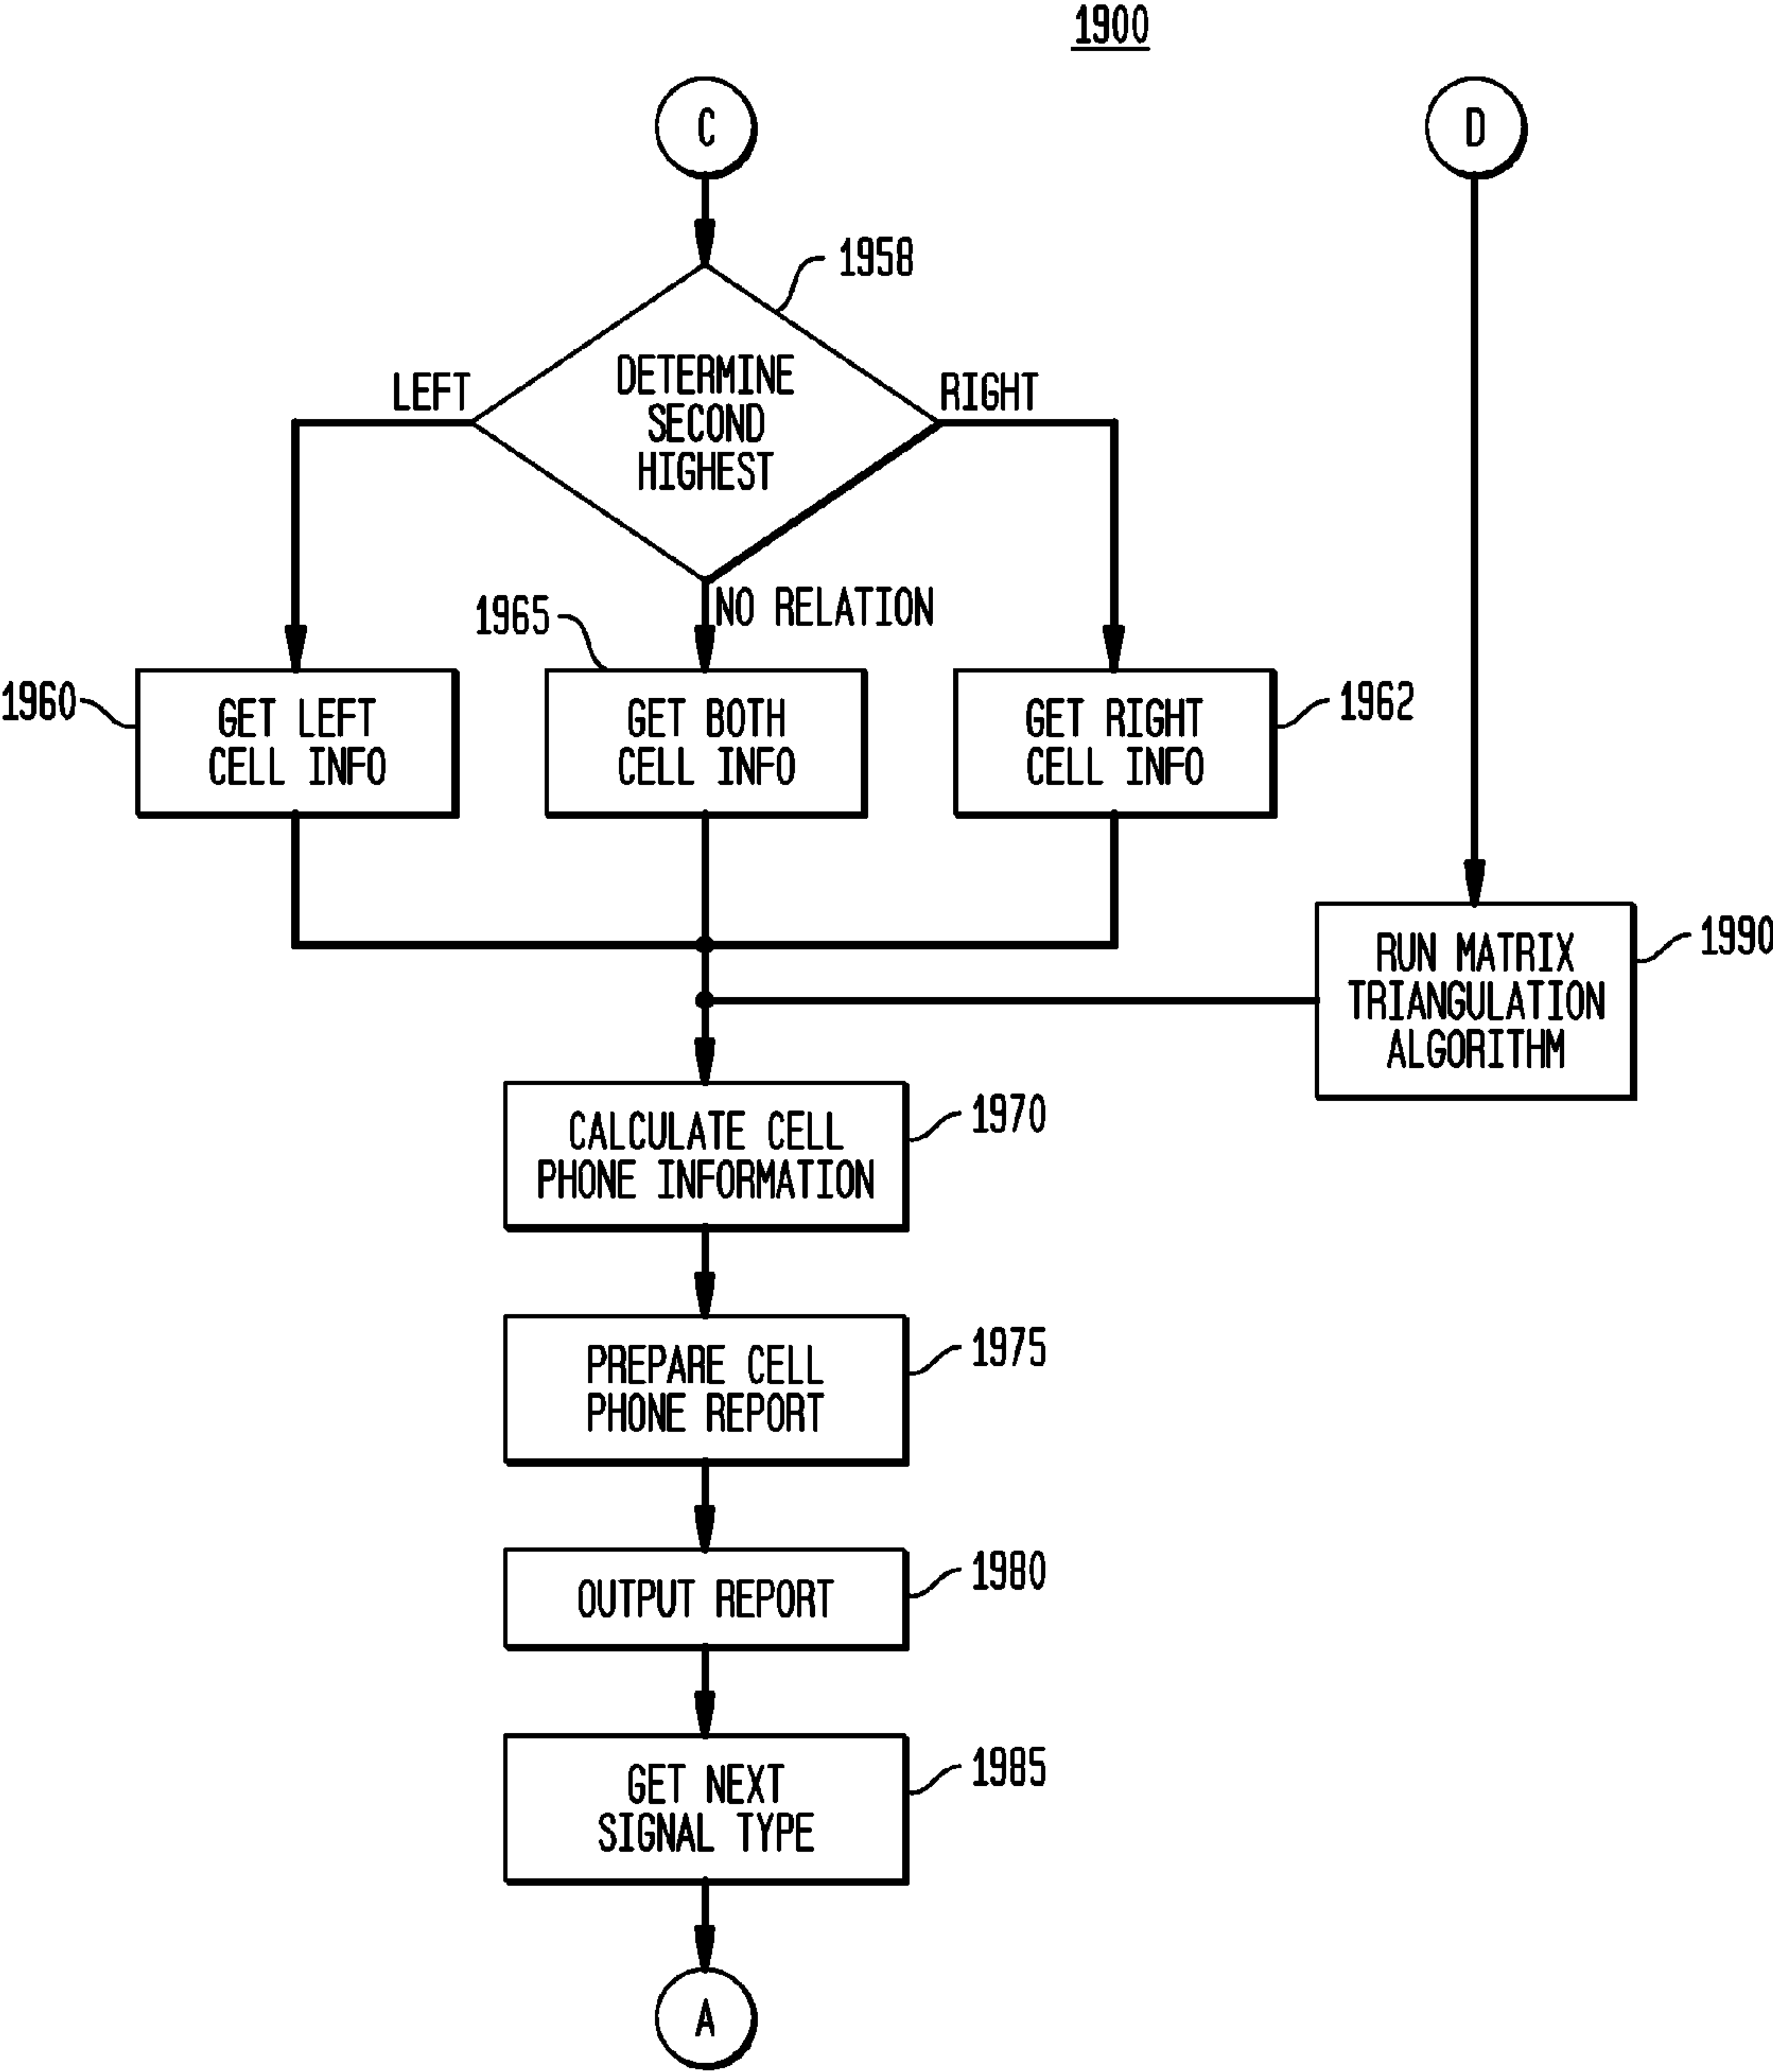 1900
C
D
1958
DETERMINE
SECOND
HIGHEST
LEFT
RIGHT
NO RELATION
1965
1960
GET LEFT
CELL INFO
GET BOTH
CELL INFO
GET RIGHT
CELL INFO
1962
RUN MATRIX
TRIANGULATION
ALGORITHM
1990
CALCULATE CELL
PHONE INFORMATION
1970
PREPARE CELL
PHONE REPORT
1975
OUTPUT REPORT
1980
GET NEXT
SIGNAL TYPE
1985
A